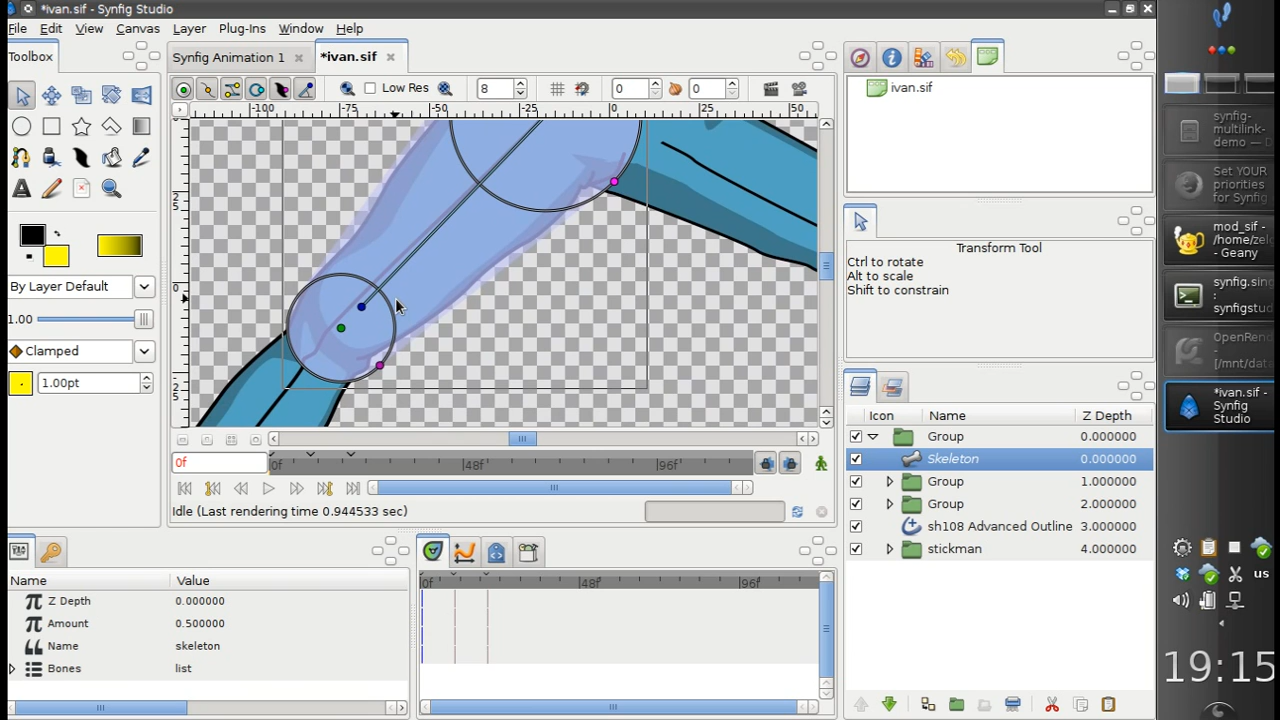 *ivan.sif - Synfig Studio
File Edit View Canvas Layer Plug-Ins Window Help
Toolbox
Synfig Animation 1
*ivan.sif
Low Res
8
0
0
-100 -75 -50 -25 0 25 50
ivan.sif
Transform Tool
Ctrl to rotate
Alt to scale
Shift to constrain
By Layer Default
1.00
Clamped
1.00pt
Icon Name Z Depth
Group 0.000000
Skeleton 0.000000
Group 1.000000
Group 2.000000
sh108 Advanced Outline 3.000000
stickman 4.000000
0f
0f 48f 96f
Idle (Last rendering time 0.944533 sec)
Name Value
Z Depth 0.000000
Amount 0.500000
Name skeleton
Bones list
0f 48f 96f
synfig-
multilink-
demo — D
Set YOUR
priorities
for Synfig
mod_sif -
/home/zelg
- Geany
synfig.sing
:
synfigstud
OpenRend
- [/mnt/data
*ivan.sif -
Synfig
Studio
us
19:15